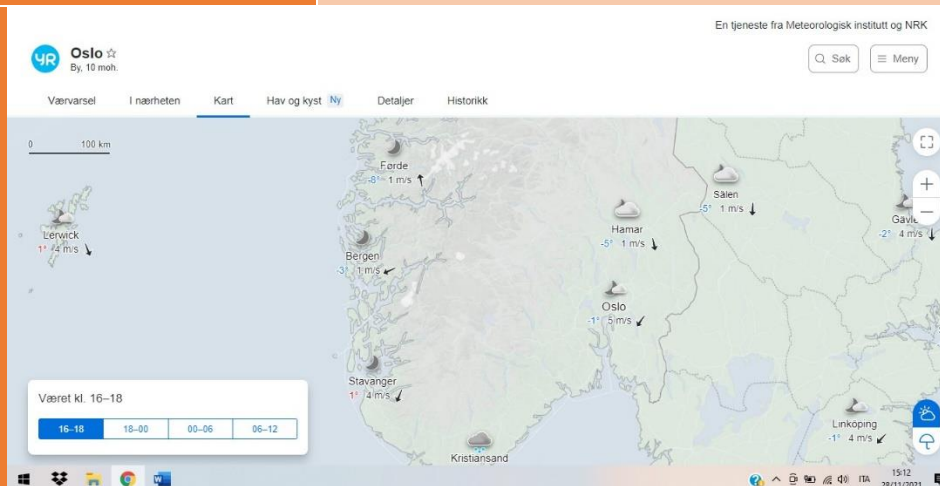 En tjeneste fra Meteorologisk institutt og NRK
yr
Oslo
By, 10 moh.
Søk
Meny
Værvarsel I nærheten Kart Hav og kyst Ny Detaljer Historikk
0 100 km
Førde
-8° 1 m/s
Sälen
-5° 1 m/s
Lerwick
1° 4 m/s
Hamar
-5° 1 m/s
Gävle
-2° 4 m/s
Bergen
-3° 1 m/s
Oslo
-1° 5 m/s
Stavanger
1° 4 m/s
Linköping
-1° 4 m/s
Kristiansand
Været kl. 16–18
16–18 18–00 00–06 06–12
ITA
15:12
28/11/2021